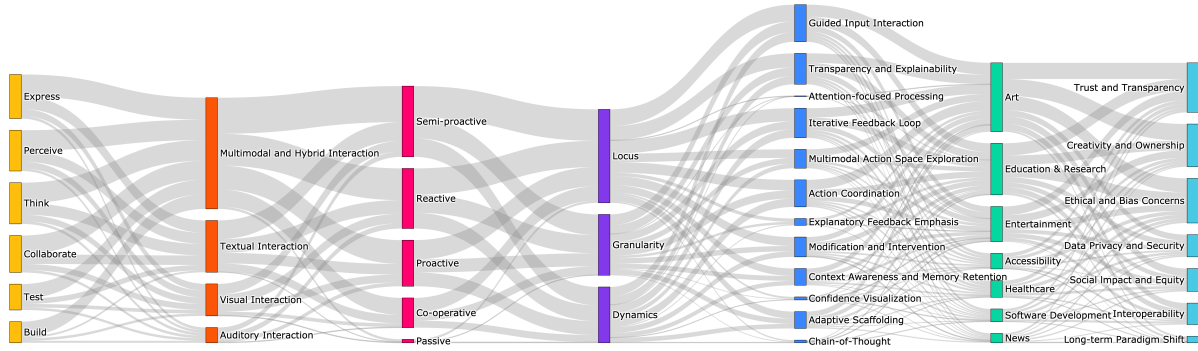 Express
Perceive
Think
Collaborate
Test
Build
Multimodal and Hybrid Interaction
Textual Interaction
Visual Interaction
Auditory Interaction
Semi-proactive
Reactive
Proactive
Co-operative
Passive
Locus
Granularity
Dynamics
Guided Input Interaction
Transparency and Explainability
Attention-focused Processing
Iterative Feedback Loop
Multimodal Action Space Exploration
Action Coordination
Explanatory Feedback Emphasis
Modification and Intervention
Context Awareness and Memory Retention
Confidence Visualization
Adaptive Scaffolding
Chain-of-Thought
Art
Education & Research
Entertainment
Accessibility
Healthcare
Software Development
News
Trust and Transparency
Creativity and Ownership
Ethical and Bias Concerns
Data Privacy and Security
Social Impact and Equity
Interoperability
Long-term Paradigm Shift